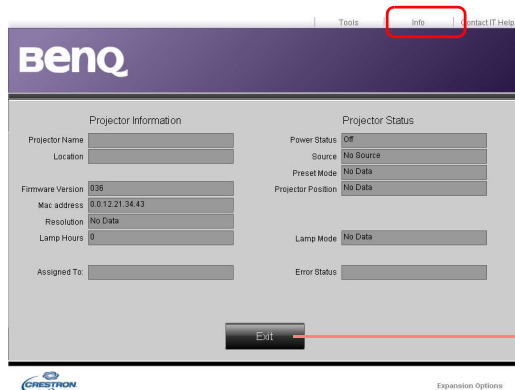 Tools Info Contact IT Help
BenQ
Projector Information Projector Status
Projector Name Power Status Off
Location Source No Source
Preset Mode No Data
Firmware Version 036 Projector Position No Data
Mac address 0.0.12.21.34.43
Resolution No Data
Lamp Hours 0 Lamp Mode No Data
Assigned To: Error Status
Exit
CRESTRON Expansion Options